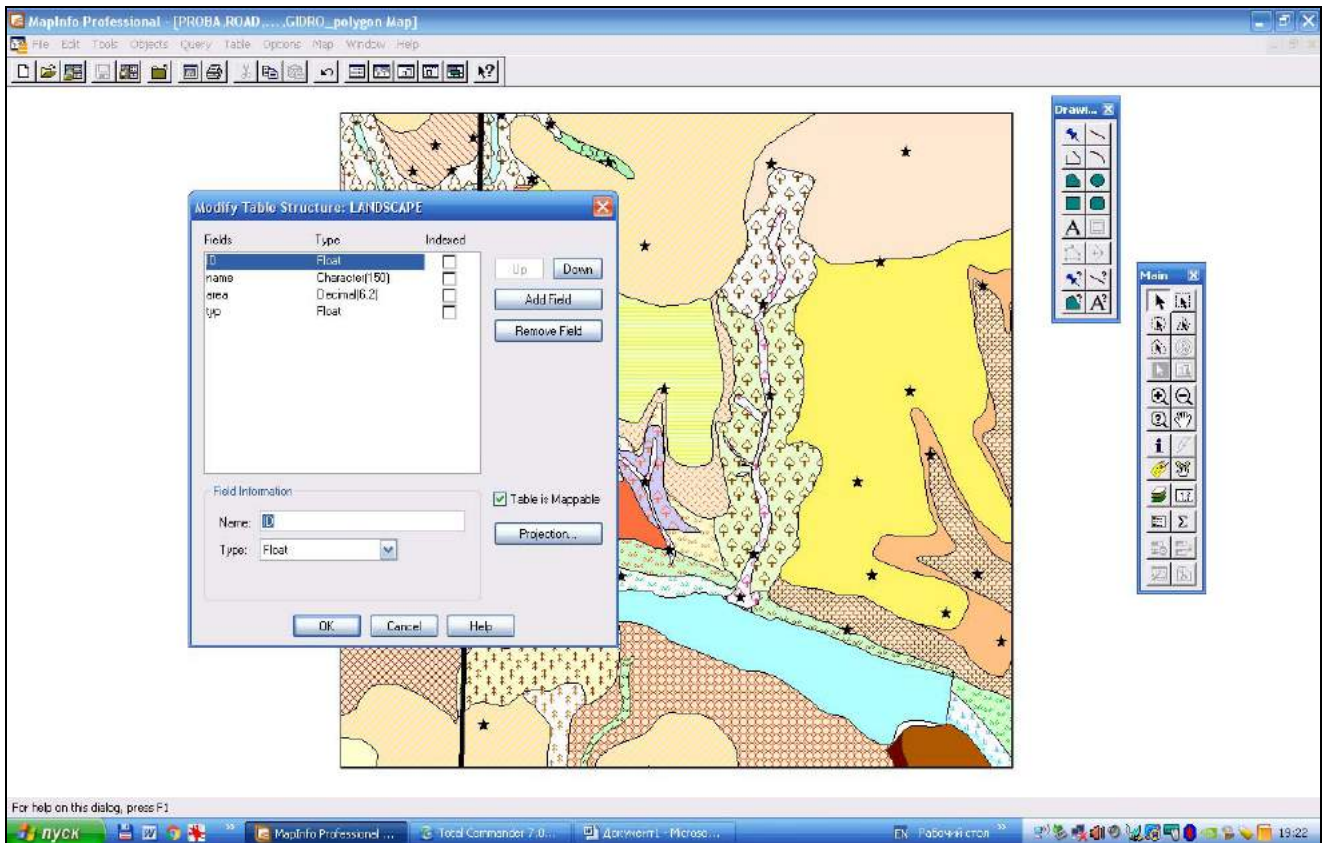 MapInfo Professional - [PROBA,ROAD,...,GIDRO_polygon Map]
File Edit Tools Objects Query Table Options Map Window Help
Drawi...
A
A?
Modify Table Structure: LANDSCAPE
Fields Type Indexed
ID Float
name Character(150)
area Decimal(6,2)
typ Float
Up Down
Add Field
Remove Field
Field Information
Name: ID
Type: Float
Table is Mappable
Projection...
OK Cancel Help
Main
i
Σ
For help on this dialog, press F1
пуск
MapInfo Professional ...
Total Commander 7.0...
Документ1 - Microso...
EN Рабочий стол
19:22